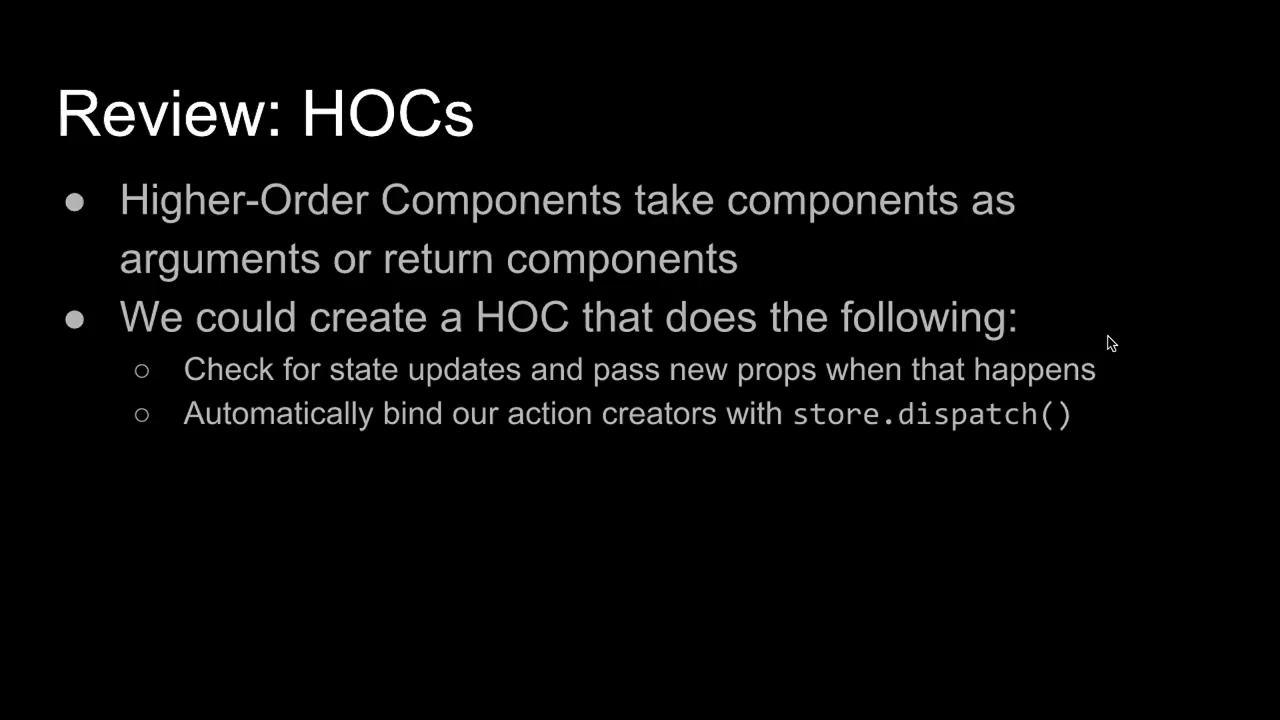 Review: HOCs
● Higher-Order Components take components as
arguments or return components
● We could create a HOC that does the following:
○ Check for state updates and pass new props when that happens
○ Automatically bind our action creators with store.dispatch()